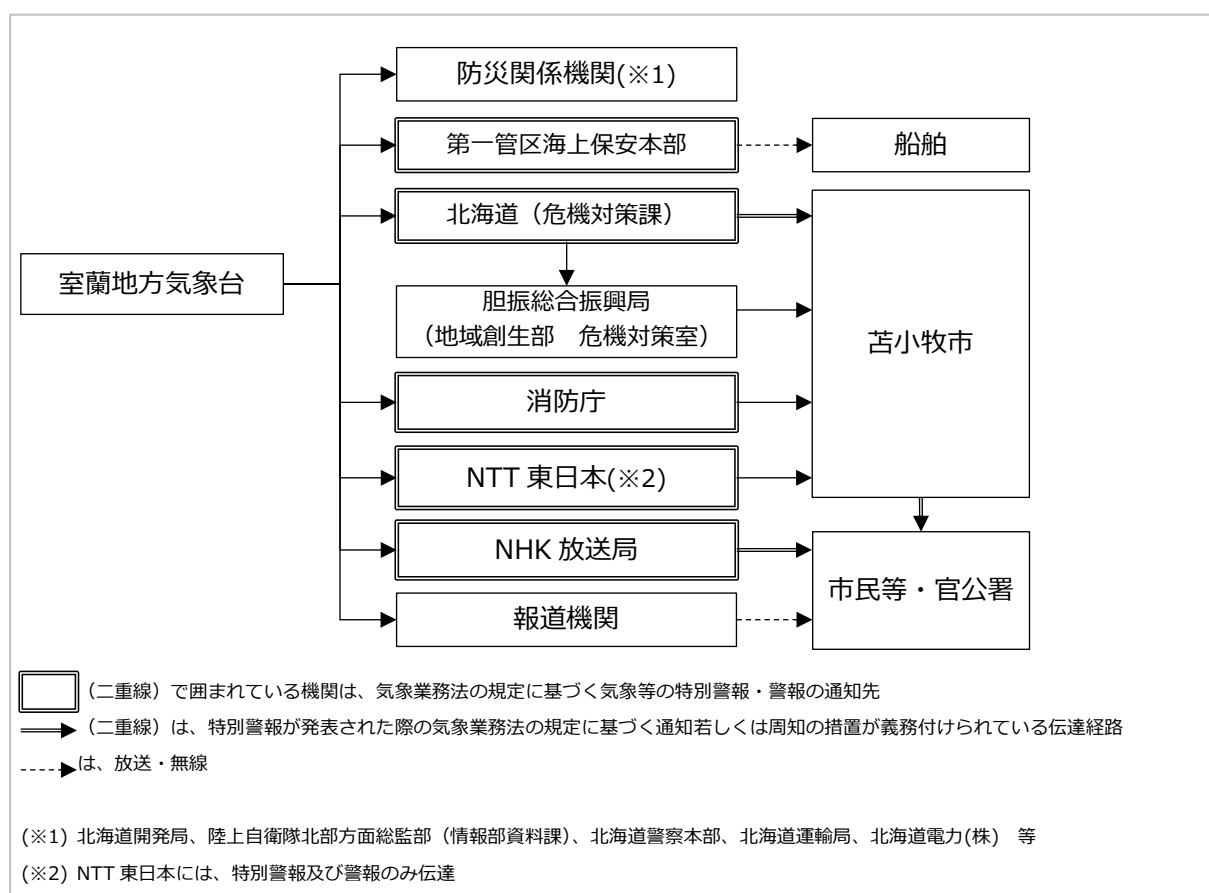 防災関係機関(※1)
第一管区海上保安本部
船舶
北海道（危機対策課）
室蘭地方気象台
胆振総合振興局
（地域創生部　危機対策室）
苫小牧市
消防庁
NTT 東日本(※2)
NHK 放送局
市民等・官公署
報道機関
（二重線）で囲まれている機関は、気象業務法の規定に基づく気象等の特別警報・警報の通知先
（二重線）は、特別警報が発表された際の気象業務法の規定に基づく通知若しくは周知の措置が義務付けられている伝達経路
は、放送・無線
(※1) 北海道開発局、陸上自衛隊北部方面総監部（情報部資料課）、北海道警察本部、北海道運輸局、北海道電力(株)　等
(※2) NTT 東日本には、特別警報及び警報のみ伝達